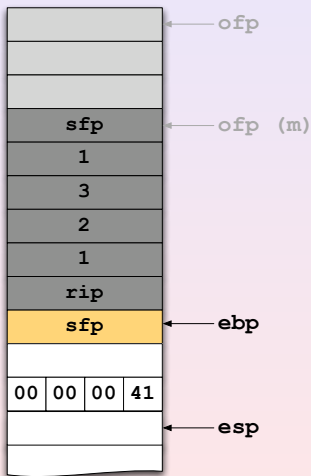 ofp
sfp ofp (m)
1
3
2
1
rip
sfp ebp
00 00 00 41
esp